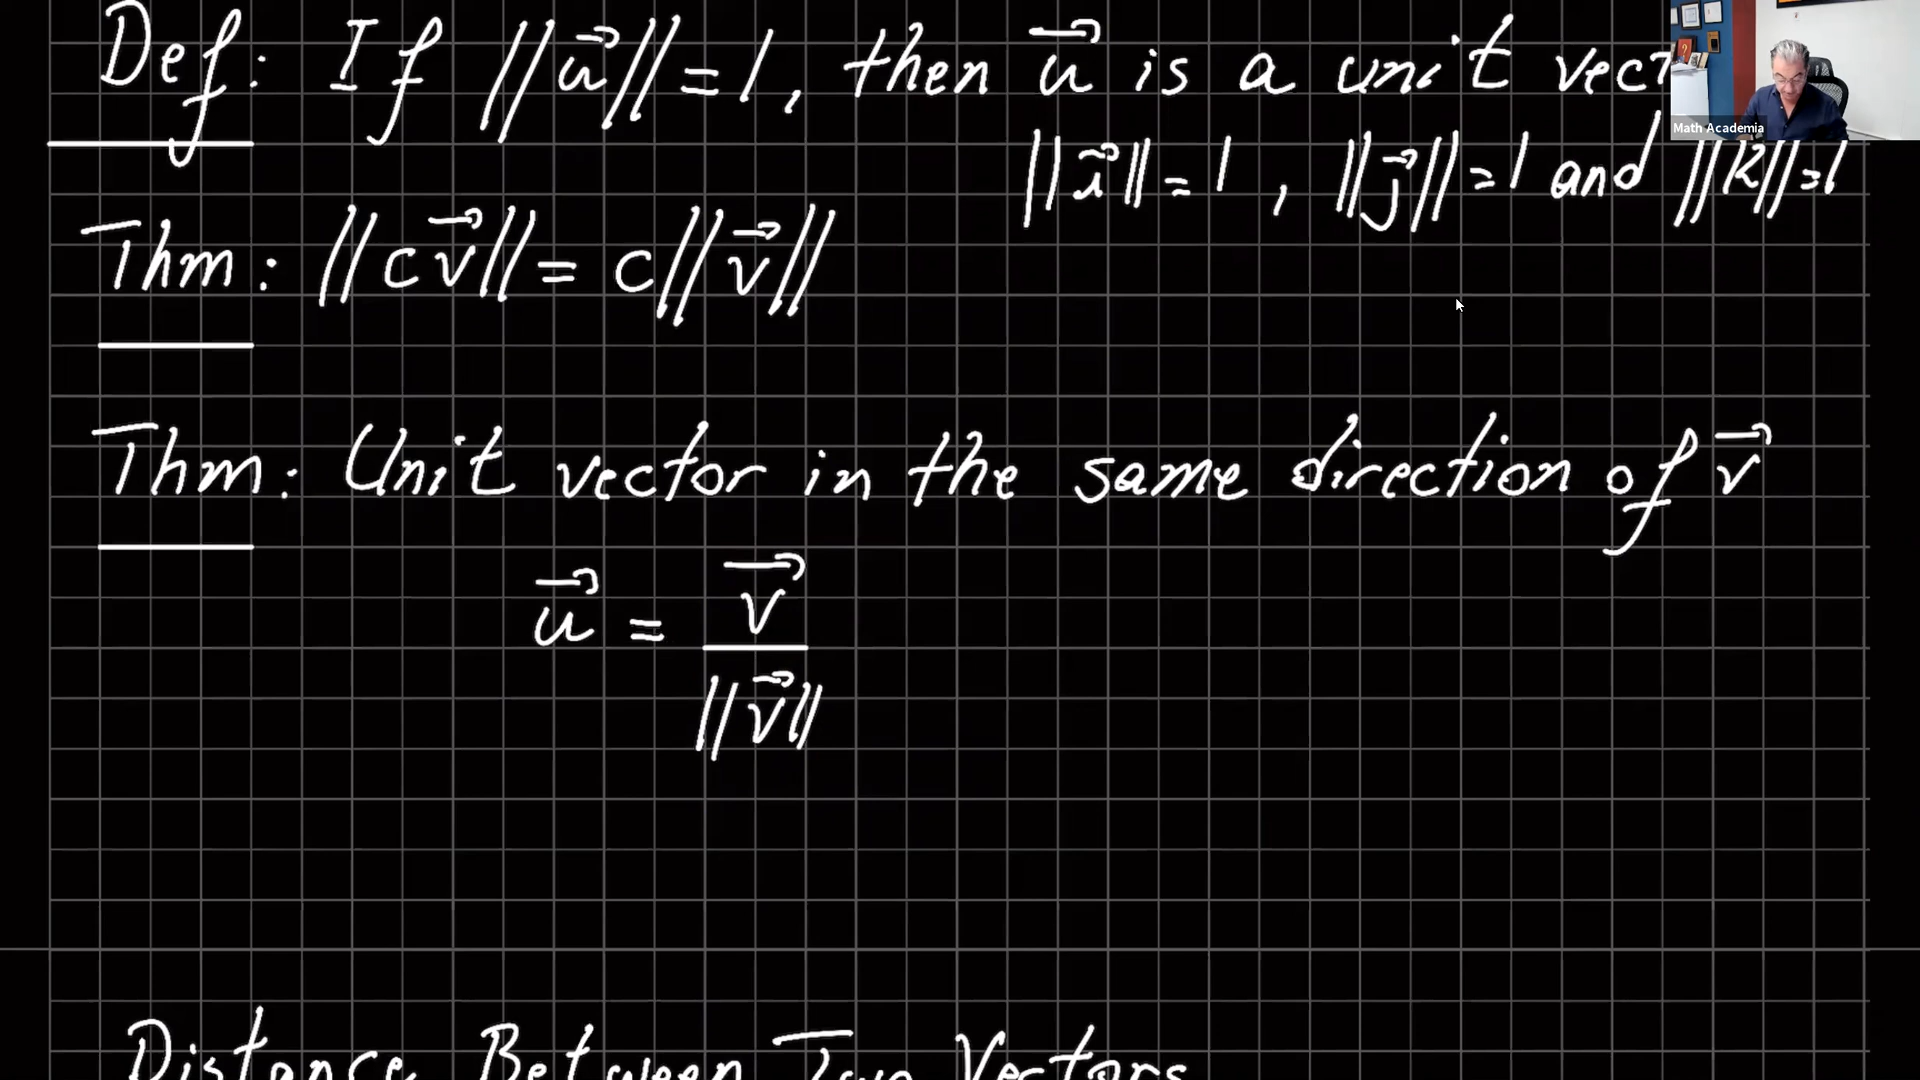 Def: If ||u⃗|| = 1, then u⃗ is a unit vect
Math Academia
||i⃗|| = 1, ||j⃗|| = 1 and ||k|| = 1
Thm: ||cv⃗|| = c||v⃗||
Thm: Unit vector in the same direction of v⃗
u⃗ = v⃗ / ||v⃗||
Distance Between Two Vectors